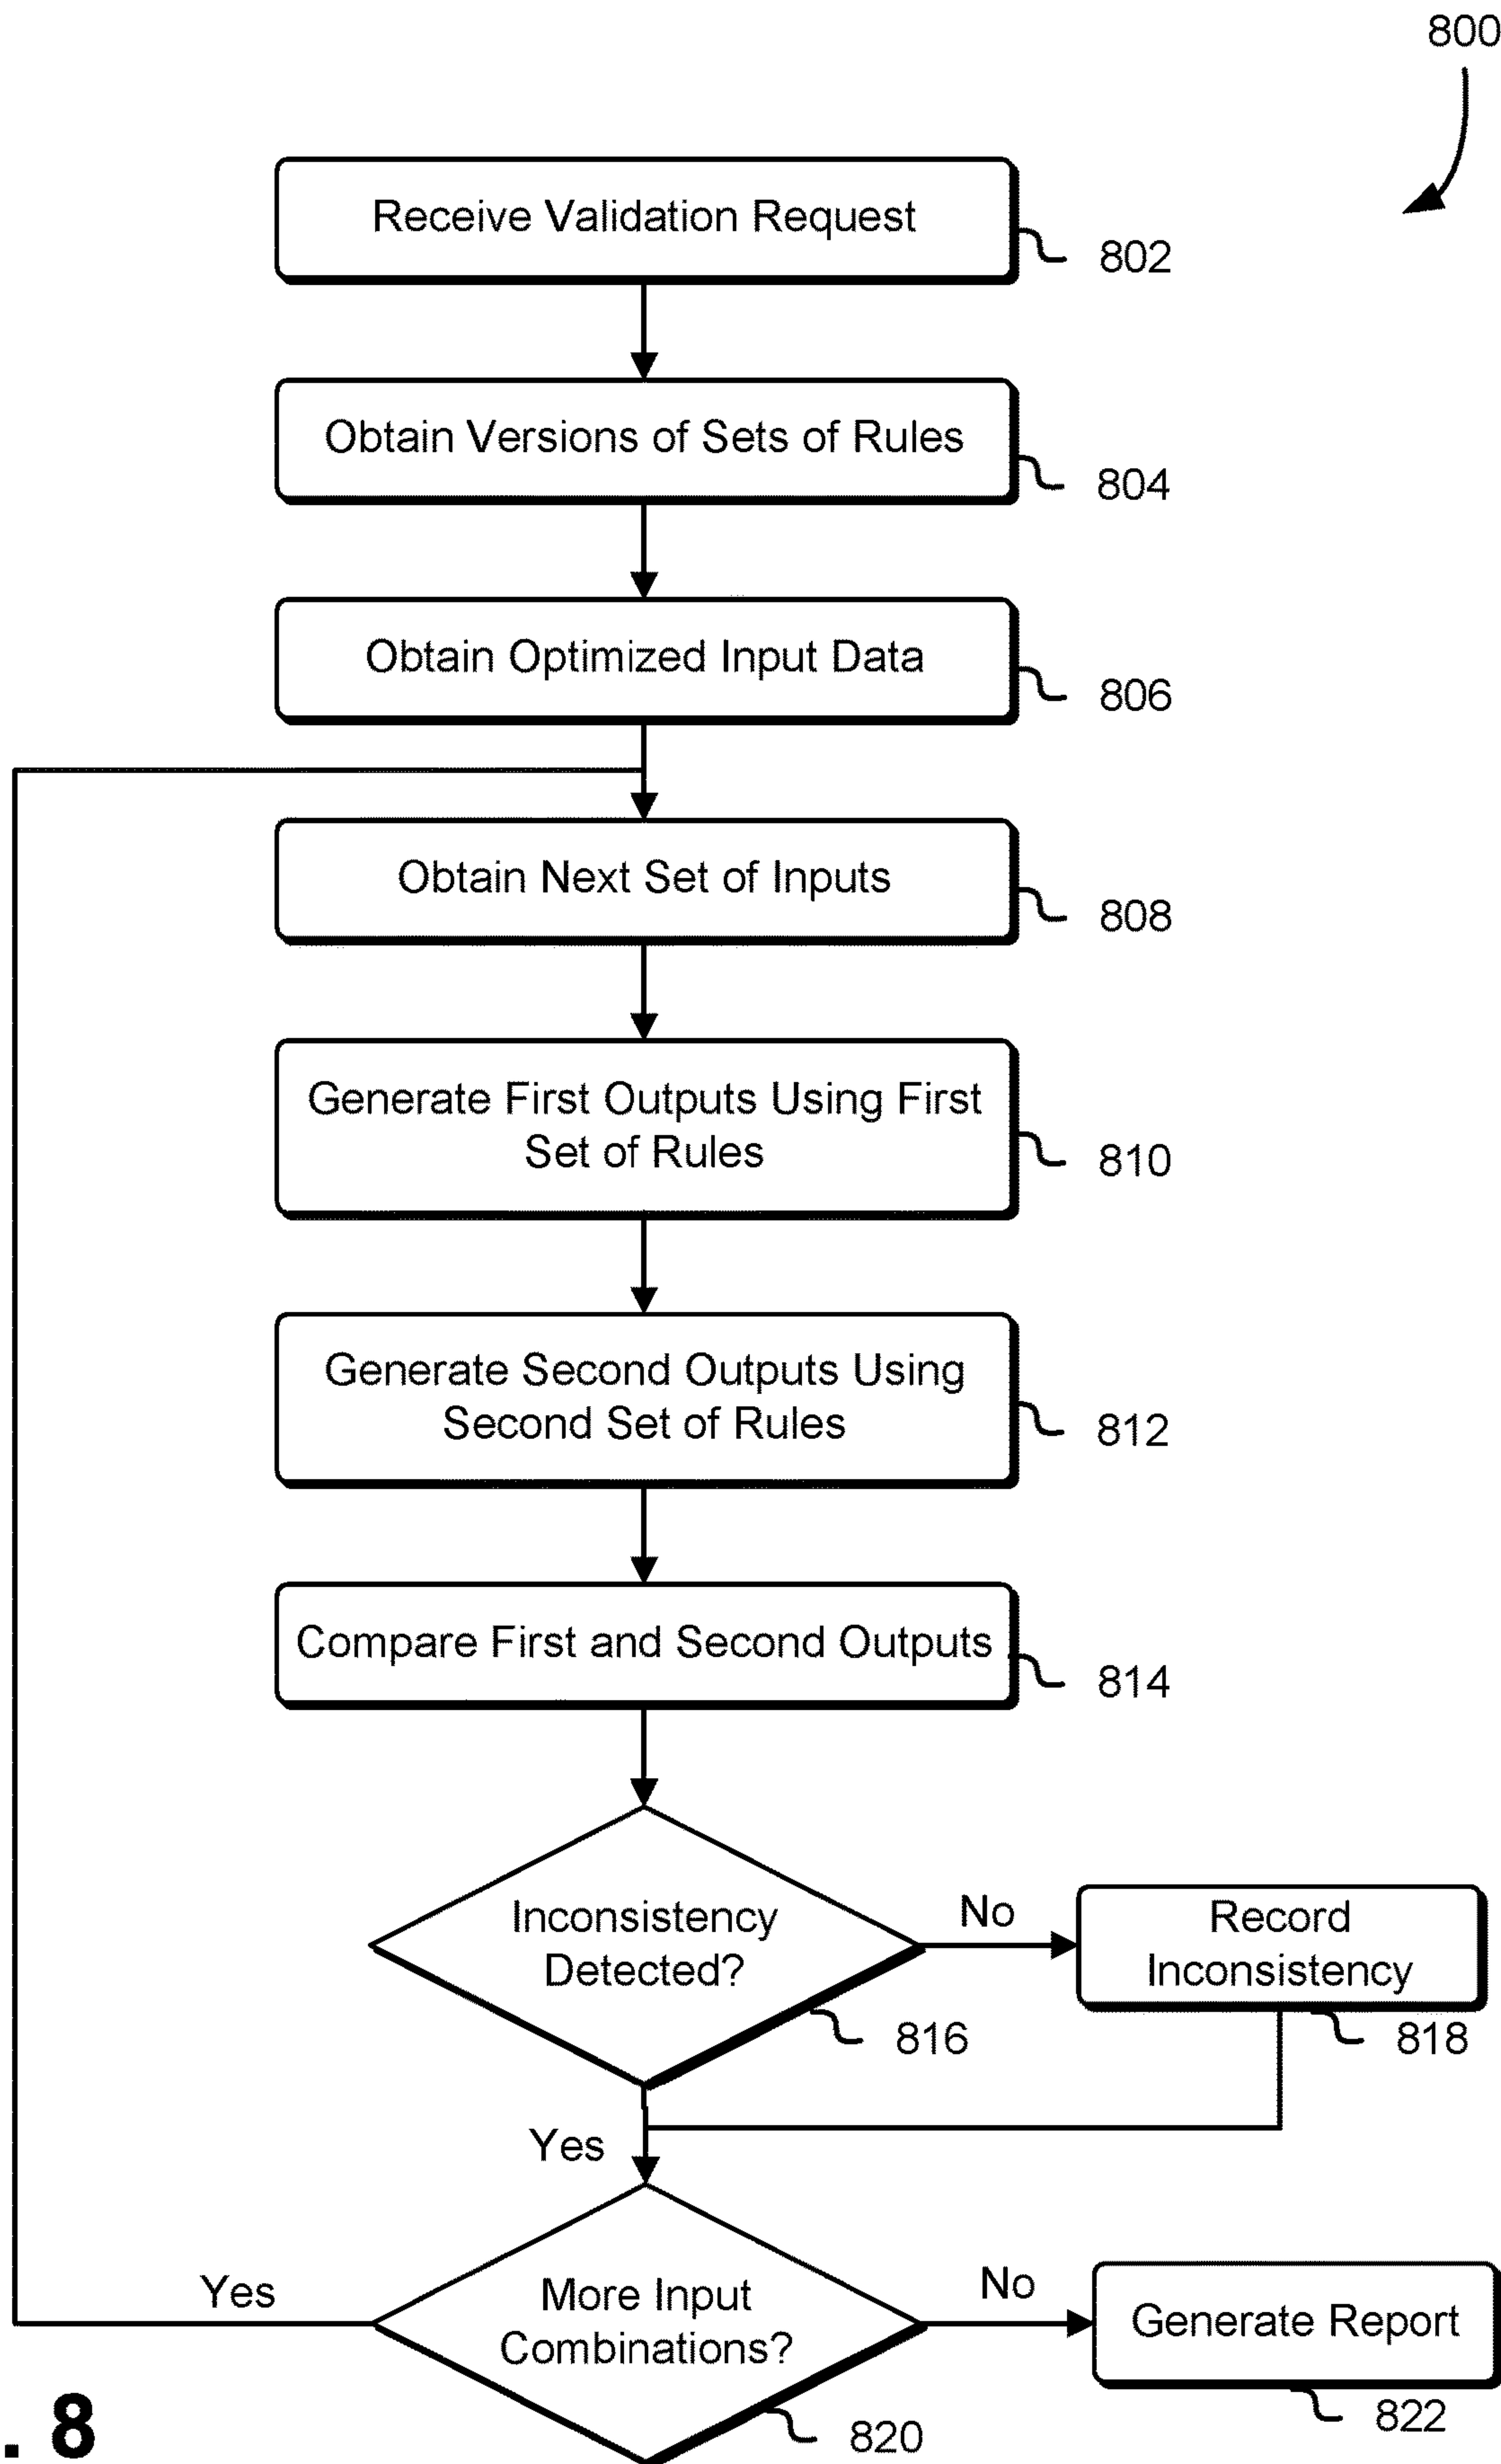 800
Receive Validation Request
802
Obtain Versions of Sets of Rules
804
Obtain Optimized Input Data
806
Obtain Next Set of Inputs
808
Generate First Outputs Using First
Set of Rules
810
Generate Second Outputs Using
Second Set of Rules
812
Compare First and Second Outputs
814
Inconsistency
Detected?
816
No
Record
Inconsistency
818
Yes
More Input
Combinations?
820
Yes
No
Generate Report
822
. 8